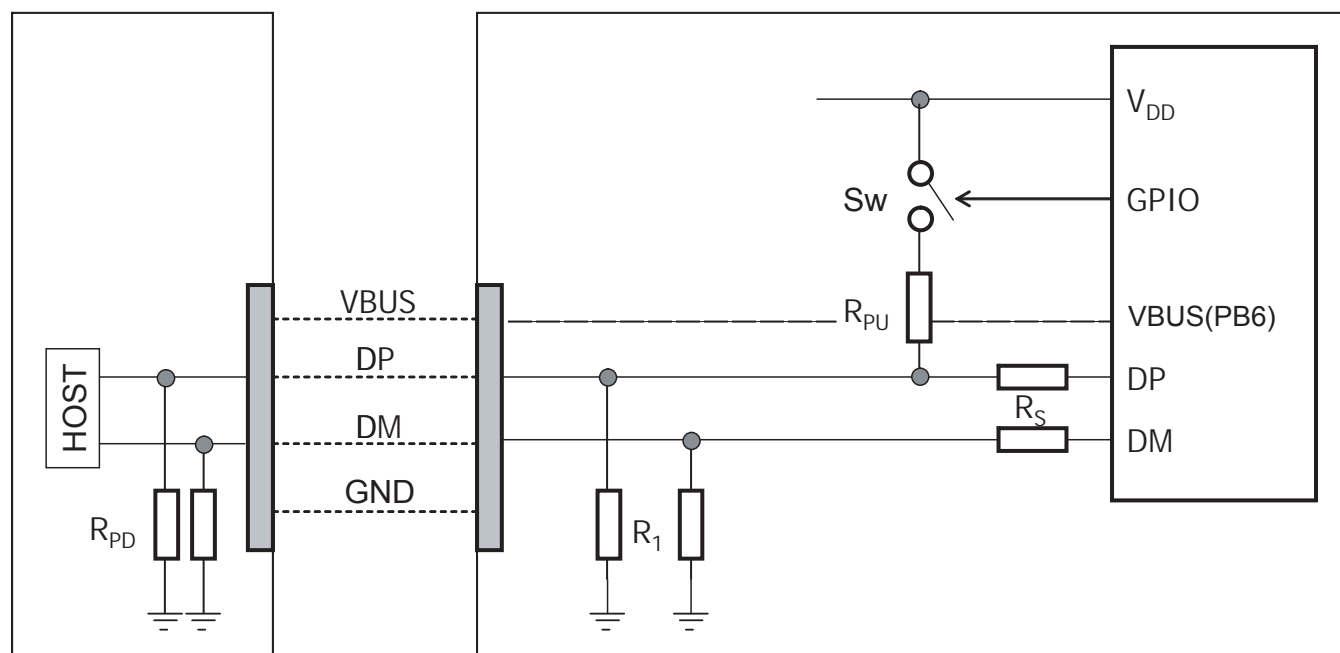 V_DD
Sw
GPIO
VBUS
R_PU
VBUS(PB6)
HOST
DP
DP
R_S
DM
DM
GND
R_PD
R_1